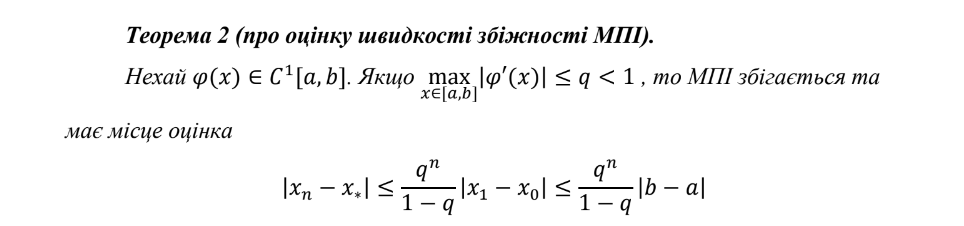 Теорема 2 (про оцінку швидкості збіжності МПІ).
Нехай φ(x) ∈ C¹[a, b]. Якщо max_{x∈[a,b]} |φ′(x)| ≤ q < 1 , то МПІ збігається та
має місце оцінка
|xₙ − x₎| ≤ qⁿ/(1 − q) |x₁ − x₀| ≤ qⁿ/(1 − q) |b − a|